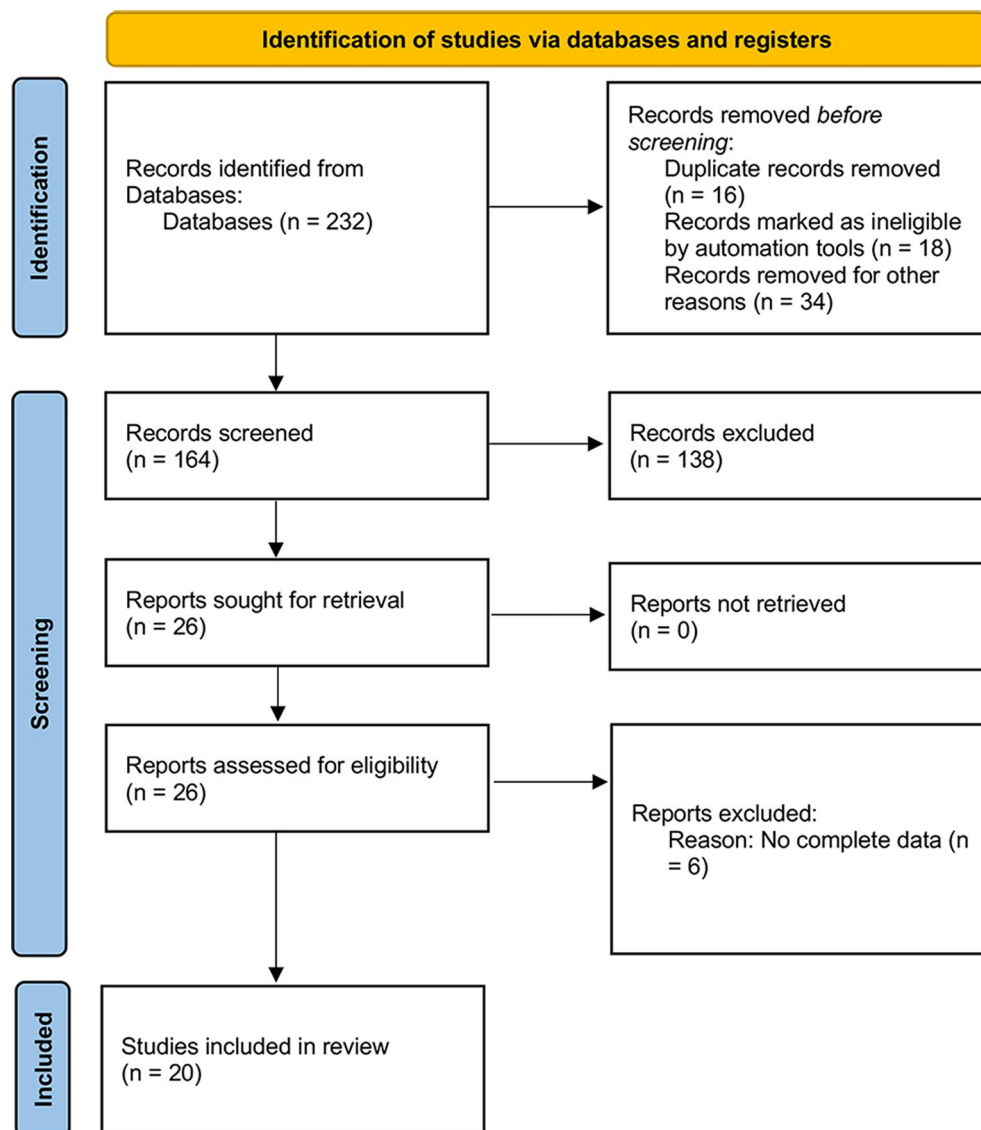 Identification of studies via databases and registers
Identification
Records identified from
Databases:
Databases (n = 232)
Records removed before
screening:
Duplicate records removed
(n = 16)
Records marked as ineligible
by automation tools (n = 18)
Records removed for other
reasons (n = 34)
Screening
Records screened
(n = 164)
Records excluded
(n = 138)
Reports sought for retrieval
(n = 26)
Reports not retrieved
(n = 0)
Reports assessed for eligibility
(n = 26)
Reports excluded:
Reason: No complete data (n
= 6)
Included
Studies included in review
(n = 20)